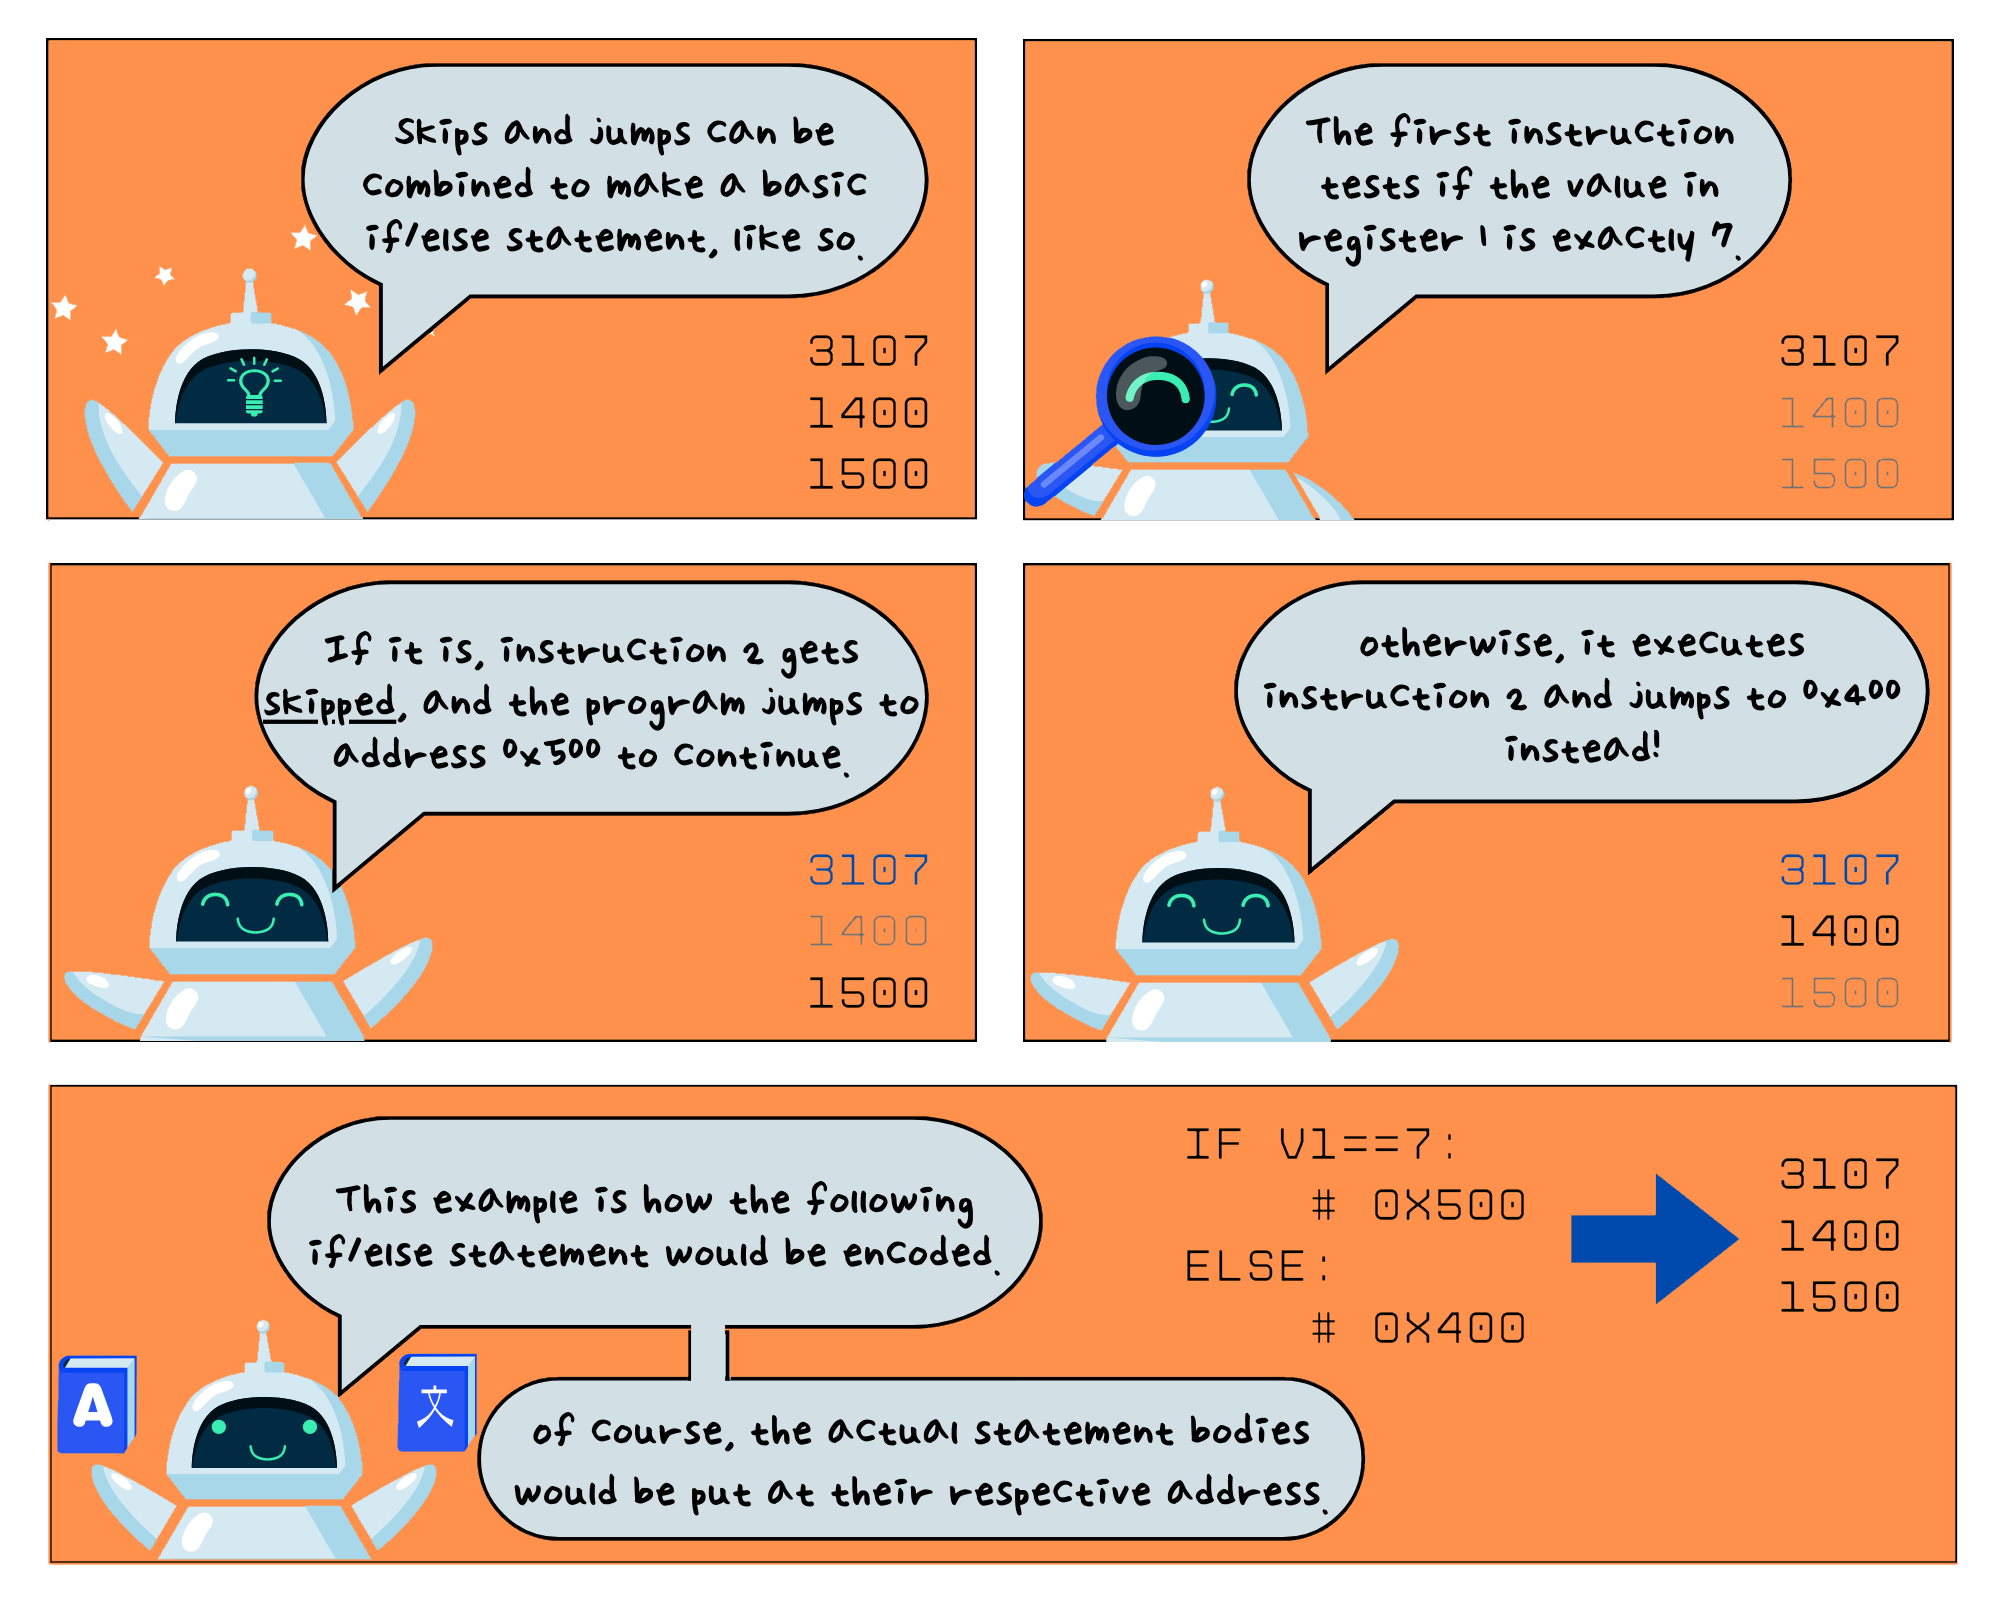 Skips and jumps can be
combined to make a basic
if/else statement, like so.
3107
1400
1500
The first instruction
tests if the value in
register 1 is exactly 7.
3107
1400
1500
If it is, instruction 2 gets
skipped, and the program jumps to
address 0x500 to continue.
3107
1400
1500
otherwise, it executes
instruction 2 and jumps to 0x400
instead!
3107
1400
1500
This example is how the following
if/else statement would be encoded.
A
文
of course, the actual statement bodies
would be put at their respective address.
IF V1==7:
# 0X500
ELSE:
# 0X400
3107
1400
1500